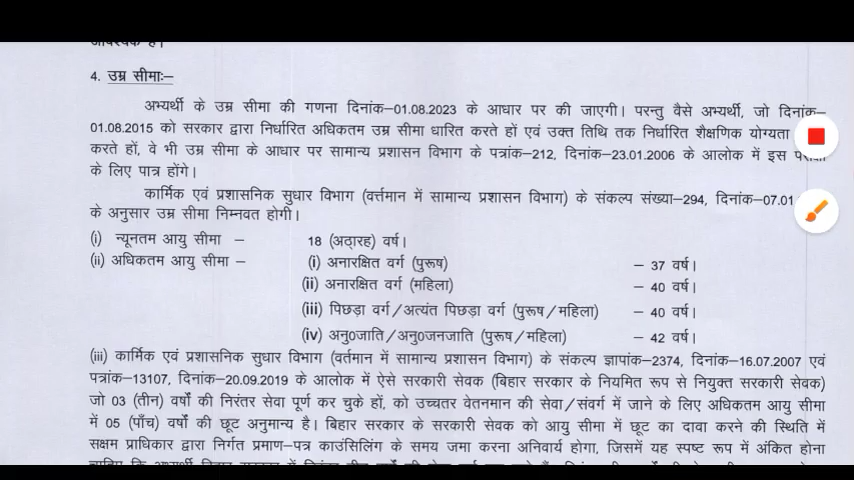 4. उम्र सीमाः–
अभ्यर्थी के उम्र सीमा की गणना दिनांक–01.08.2023 के आधार पर की जाएगी। परन्तु वैसे अभ्यर्थी, जो दिनांक–
01.08.2015 को सरकार द्वारा निर्धारित अधिकतम उम्र सीमा धारित करते हों एवं उक्त तिथि तक निर्धारित शैक्षणिक योग्यता
करते हों, वे भी उम्र सीमा के आधार पर सामान्य प्रशासन विभाग के पत्रांक–212, दिनांक–23.01.2006 के आलोक में इस
के लिए पात्र होंगे।
कार्मिक एवं प्रशासनिक सुधार विभाग (वर्त्तमान में सामान्य प्रशासन विभाग) के संकल्प संख्या–294, दिनांक–07.01
के अनुसार उम्र सीमा निम्नवत होगी।
(i) न्यूनतम आयु सीमा – 18 (अठारह) वर्ष।
(ii) अधिकतम आयु सीमा – (i) अनारक्षित वर्ग (पुरूष) – 37 वर्ष।
(ii) अनारक्षित वर्ग (महिला) – 40 वर्ष।
(iii) पिछड़ा वर्ग/अत्यंत पिछड़ा वर्ग (पुरूष/महिला) – 40 वर्ष।
(iv) अनु0जाति/अनु0जनजाति (पुरूष/महिला) – 42 वर्ष।
(iii) कार्मिक एवं प्रशासनिक सुधार विभाग (वर्तमान में सामान्य प्रशासन विभाग) के संकल्प ज्ञापांक–2374, दिनांक–16.07.2007 एवं
पत्रांक–13107, दिनांक–20.09.2019 के आलोक में ऐसे सरकारी सेवक (बिहार सरकार के नियमित रूप से नियुक्त सरकारी सेवक)
जो 03 (तीन) वर्षों की निरंतर सेवा पूर्ण कर चुके हों, को उच्चतर वेतनमान की सेवा/संवर्ग में जाने के लिए अधिकतम आयु सीमा
में 05 (पाँच) वर्षों की छूट अनुमान्य है। बिहार सरकार के सरकारी सेवक को आयु सीमा में छूट का दावा करने की स्थिति में
सक्षम प्राधिकार द्वारा निर्गत प्रमाण–पत्र काउंसिलिंग के समय जमा करना अनिवार्य होगा, जिसमें यह स्पष्ट रूप में अंकित होना